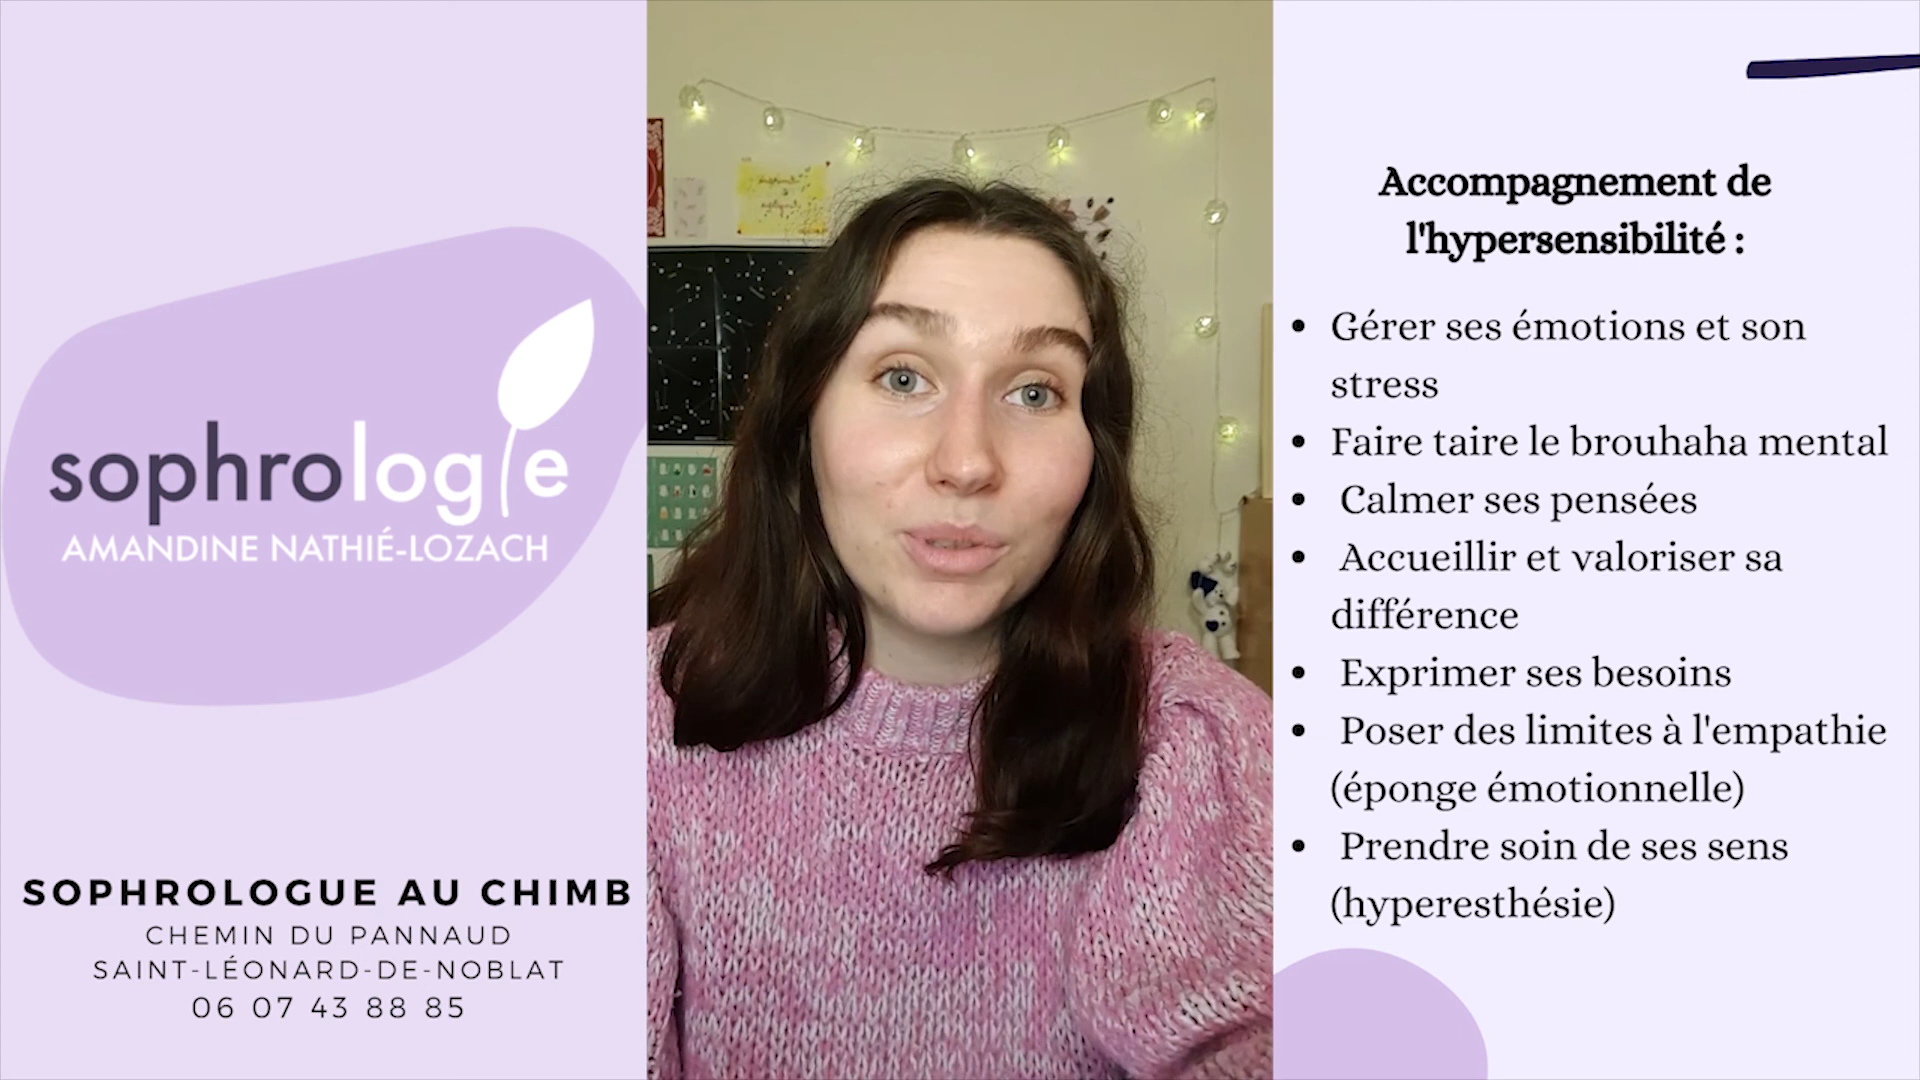 sophrologie
AMANDINE NATHIÉ-LOZACH
SOPHROLOGUE AU CHIMB
CHEMIN DU PANNAUD
SAINT-LÉONARD-DE-NOBLAT
06 07 43 88 85
Accompagnement de
l'hypersensibilité :
• Gérer ses émotions et son
stress
• Faire taire le brouhaha mental
• Calmer ses pensées
• Accueillir et valoriser sa
différence
• Exprimer ses besoins
• Poser des limites à l'empathie
(éponge émotionnelle)
• Prendre soin de ses sens
(hyperesthésie)